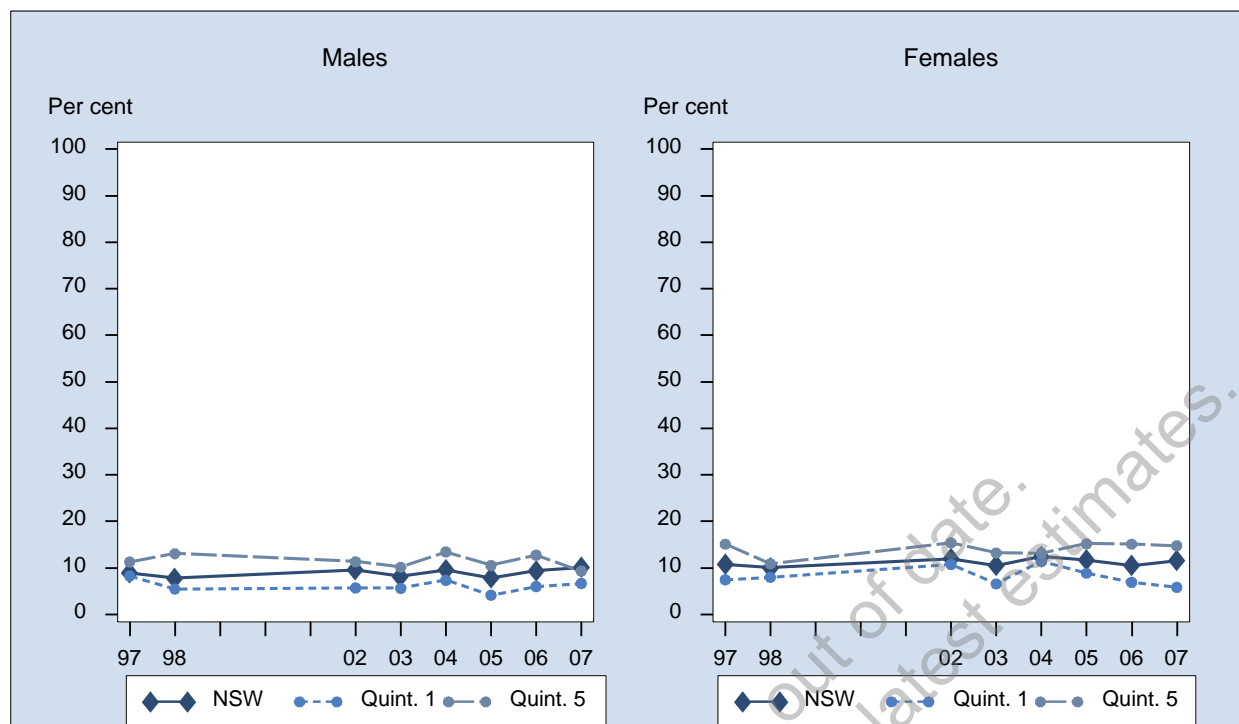 Males
Per cent
100
90
80
70
60
50
40
30
20
10
0
97 98 02 03 04 05 06 07
NSW Quint. 1 Quint. 5
Females
Per cent
100
90
80
70
60
50
40
30
20
10
0
97 98 02 03 04 05 06 07
NSW Quint. 1 Quint. 5
out of date.
latest estimates.